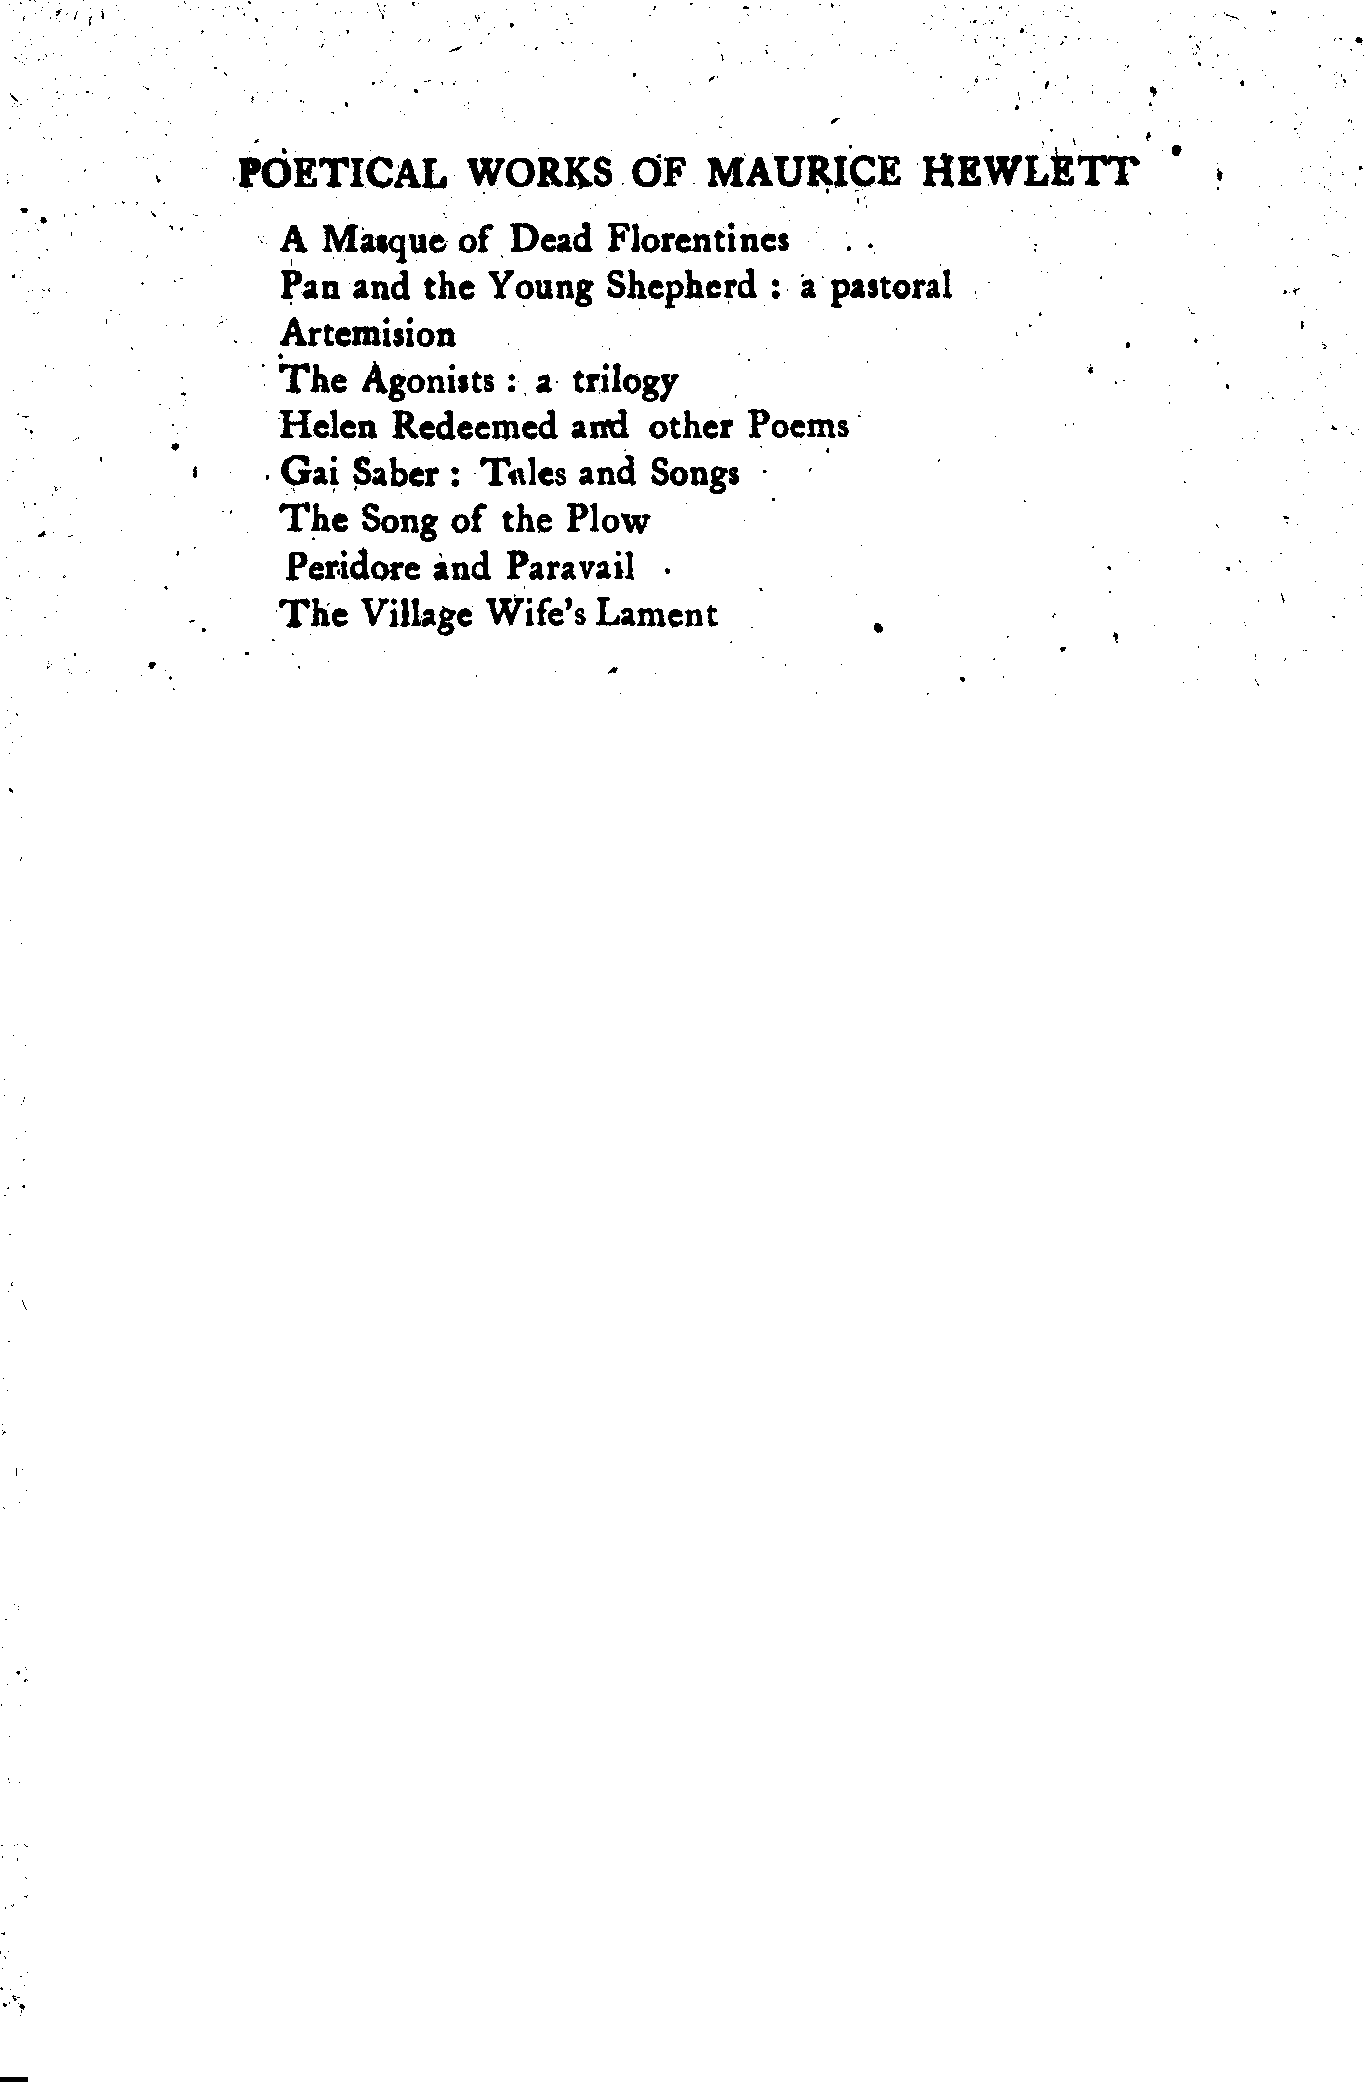 POETICAL WORKS OF MAURICE HEWLETT
A Masque of Dead Florentines
Pan and the Young Shepherd : a pastoral
Artemision
The Agonists : a trilogy
Helen Redeemed and other Poems
Gai Saber : Tales and Songs
The Song of the Plow
Peridore and Paravail
The Village Wife's Lament